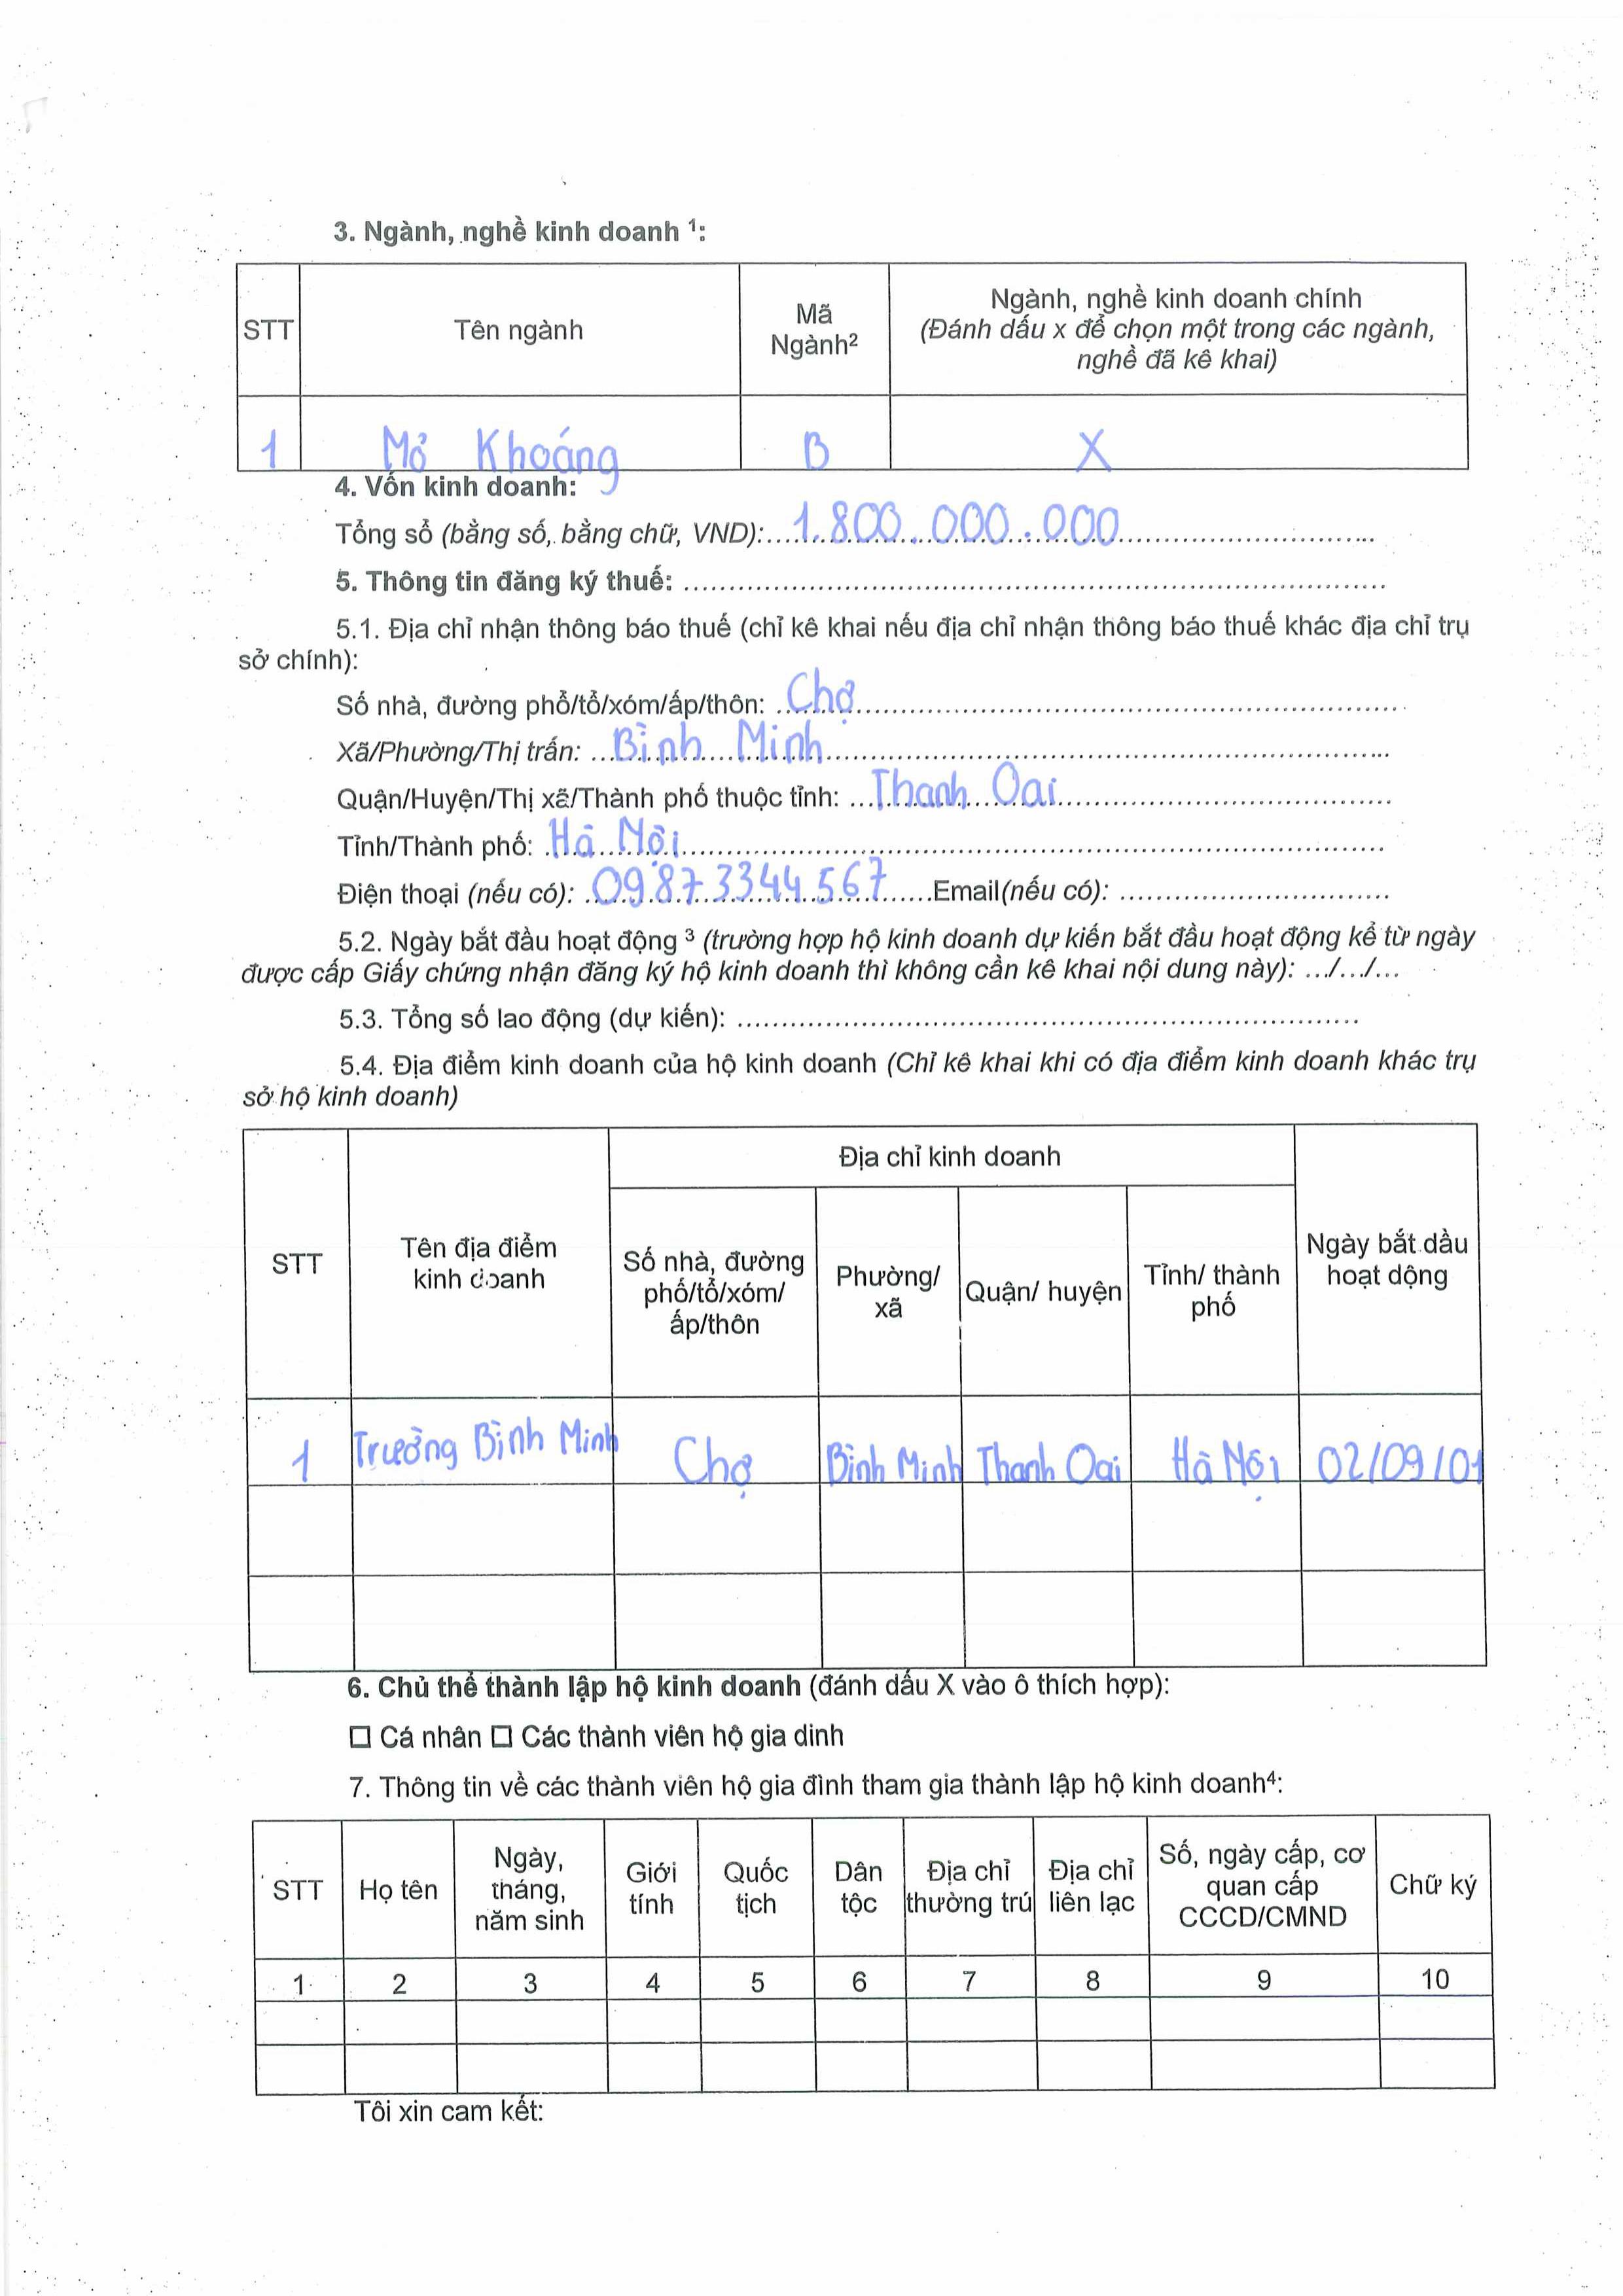 3. Ngành, nghề kinh doanh ¹:
STT Tên ngành Mã Ngành² Ngành, nghề kinh doanh chính (Đánh dấu x để chọn một trong các ngành, nghề đã kê khai)
1 Mỏ Khoáng B X
4. Vốn kinh doanh:
Tổng số (bằng số, bằng chữ, VND): 1.800.000.000
5. Thông tin đăng ký thuế: ....................
5.1. Địa chỉ nhận thông báo thuế (chỉ kê khai nếu địa chỉ nhận thông báo thuế khác địa chỉ trụ
sở chính):
Số nhà, đường phố/tổ/xóm/ấp/thôn: Chợ
Xã/Phường/Thị trấn: Bình Minh
Quận/Huyện/Thị xã/Thành phố thuộc tỉnh: Thanh Oai
Tỉnh/Thành phố: Hà Nội
Điện thoại (nếu có): 09873344567 Email(nếu có): ....................
5.2. Ngày bắt đầu hoạt động ³ (trường hợp hộ kinh doanh dự kiến bắt đầu hoạt động kể từ ngày
được cấp Giấy chứng nhận đăng ký hộ kinh doanh thì không cần kê khai nội dung này): .../.../...
5.3. Tổng số lao động (dự kiến): ....................
5.4. Địa điểm kinh doanh của hộ kinh doanh (Chỉ kê khai khi có địa điểm kinh doanh khác trụ
sở hộ kinh doanh)
STT Tên địa điểm kinh doanh Địa chỉ kinh doanh Ngày bắt dầu hoạt động
Số nhà, đường phố/tổ/xóm/ấp/thôn Phường/ xã Quận/ huyện Tỉnh/ thành phố
1 Trường Bình Minh Chợ Bình Minh Thanh Oai Hà Nội 02/09/01
6. Chủ thể thành lập hộ kinh doanh (đánh dấu X vào ô thích hợp):
☐ Cá nhân ☐ Các thành viên hộ gia dinh
7. Thông tin về các thành viên hộ gia đình tham gia thành lập hộ kinh doanh⁴:
STT Họ tên Ngày, tháng, năm sinh Giới tính Quốc tịch Dân tộc Địa chỉ thường trú Địa chỉ liên lạc Số, ngày cấp, cơ quan cấp CCCD/CMND Chữ ký
1 2 3 4 5 6 7 8 9 10
Tôi xin cam kết: